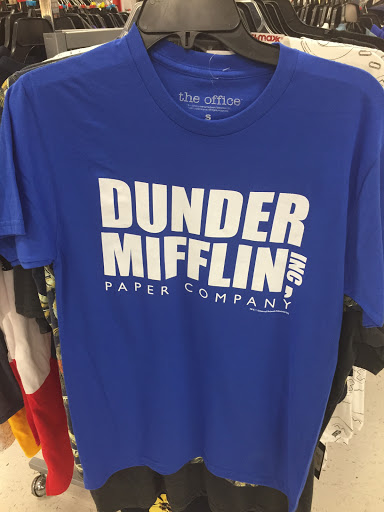 the office
S
DUNDER
MIFFLIN, INC.
PAPER COMPANY